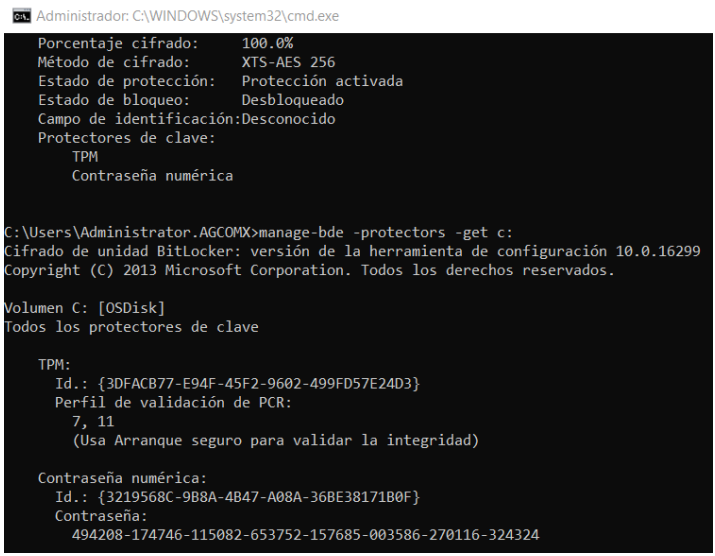 Administrador: C:\WINDOWS\system32\cmd.exe
Porcentaje cifrado: 100.0%
Método de cifrado: XTS-AES 256
Estado de protección: Protección activada
Estado de bloqueo: Desbloqueado
Campo de identificación:Desconocido
Protectores de clave:
TPM
Contraseña numérica
C:\Users\Administrator.AGCOMX>manage-bde -protectors -get c:
Cifrado de unidad BitLocker: versión de la herramienta de configuración 10.0.16299
Copyright (C) 2013 Microsoft Corporation. Todos los derechos reservados.
Volumen C: [OSDisk]
Todos los protectores de clave
TPM:
Id.: {3DFACB77-E94F-45F2-9602-499FD57E24D3}
Perfil de validación de PCR:
7, 11
(Usa Arranque seguro para validar la integridad)
Contraseña numérica:
Id.: {3219568C-9B8A-4B47-A08A-36BE38171B0F}
Contraseña:
494208-174746-115082-653752-157685-003586-270116-324324